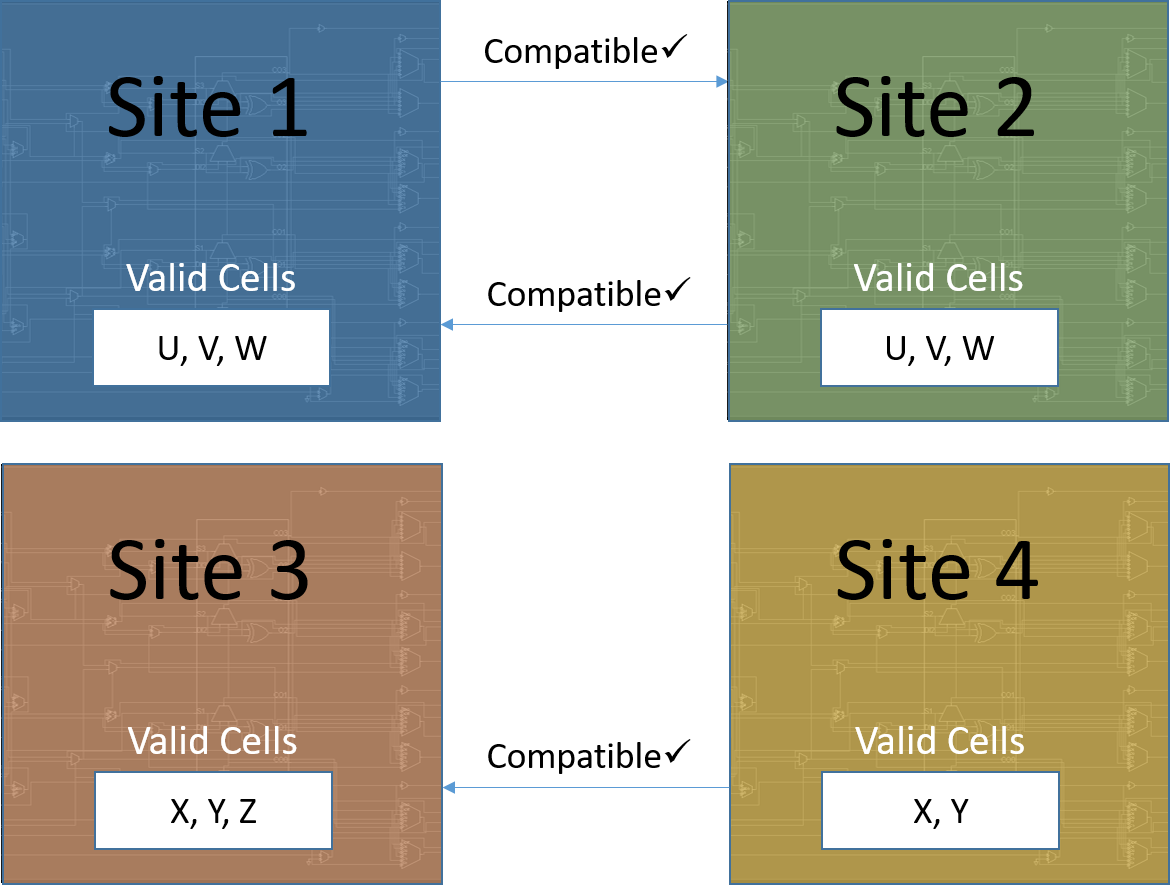 Site 1
Compatible✓
Site 2
Valid Cells
Compatible✓
Valid Cells
U, V, W
U, V, W
Site 3
Site 4
Valid Cells
Compatible✓
Valid Cells
X, Y, Z
X, Y